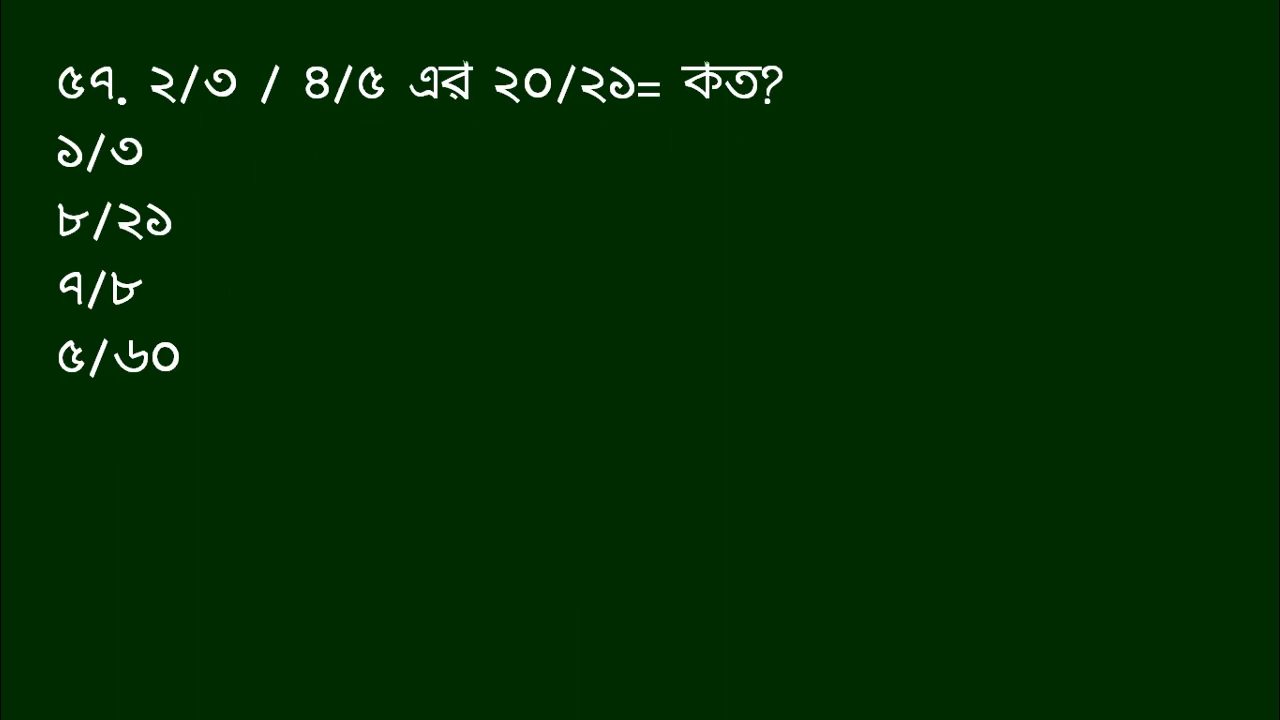 ৫৭. ২/৩ / ৪/৫ এর ২০/২১= কত?
১/৩
৮/২১
৭/৮
৫/৬০